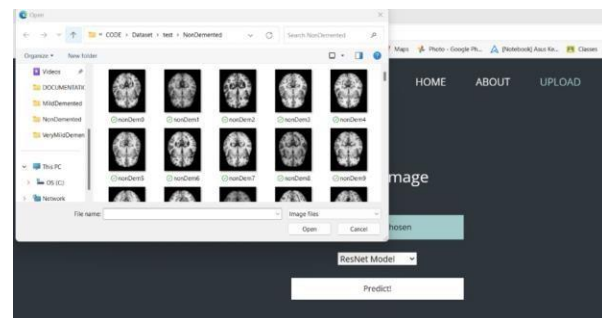 Open
CODE › Dataset › test › NonDemented
Search NonDemented
Organize
New folder
Videos
DOCUMENTATIC
MildDemented
NonDemented
VeryMildDemen
This PC
OS (C:)
Network
nonDem0
nonDem1
nonDem2
nonDem3
nonDem4
nonDem5
nonDem6
nonDem7
nonDem8
nonDem9
File name:
Image files
Open
Cancel
Maps
Photo - Google Ph...
(Notebook) Asus Ke...
Classes
HOME
ABOUT
UPLOAD
mage
hosen
ResNet Model
Predict!